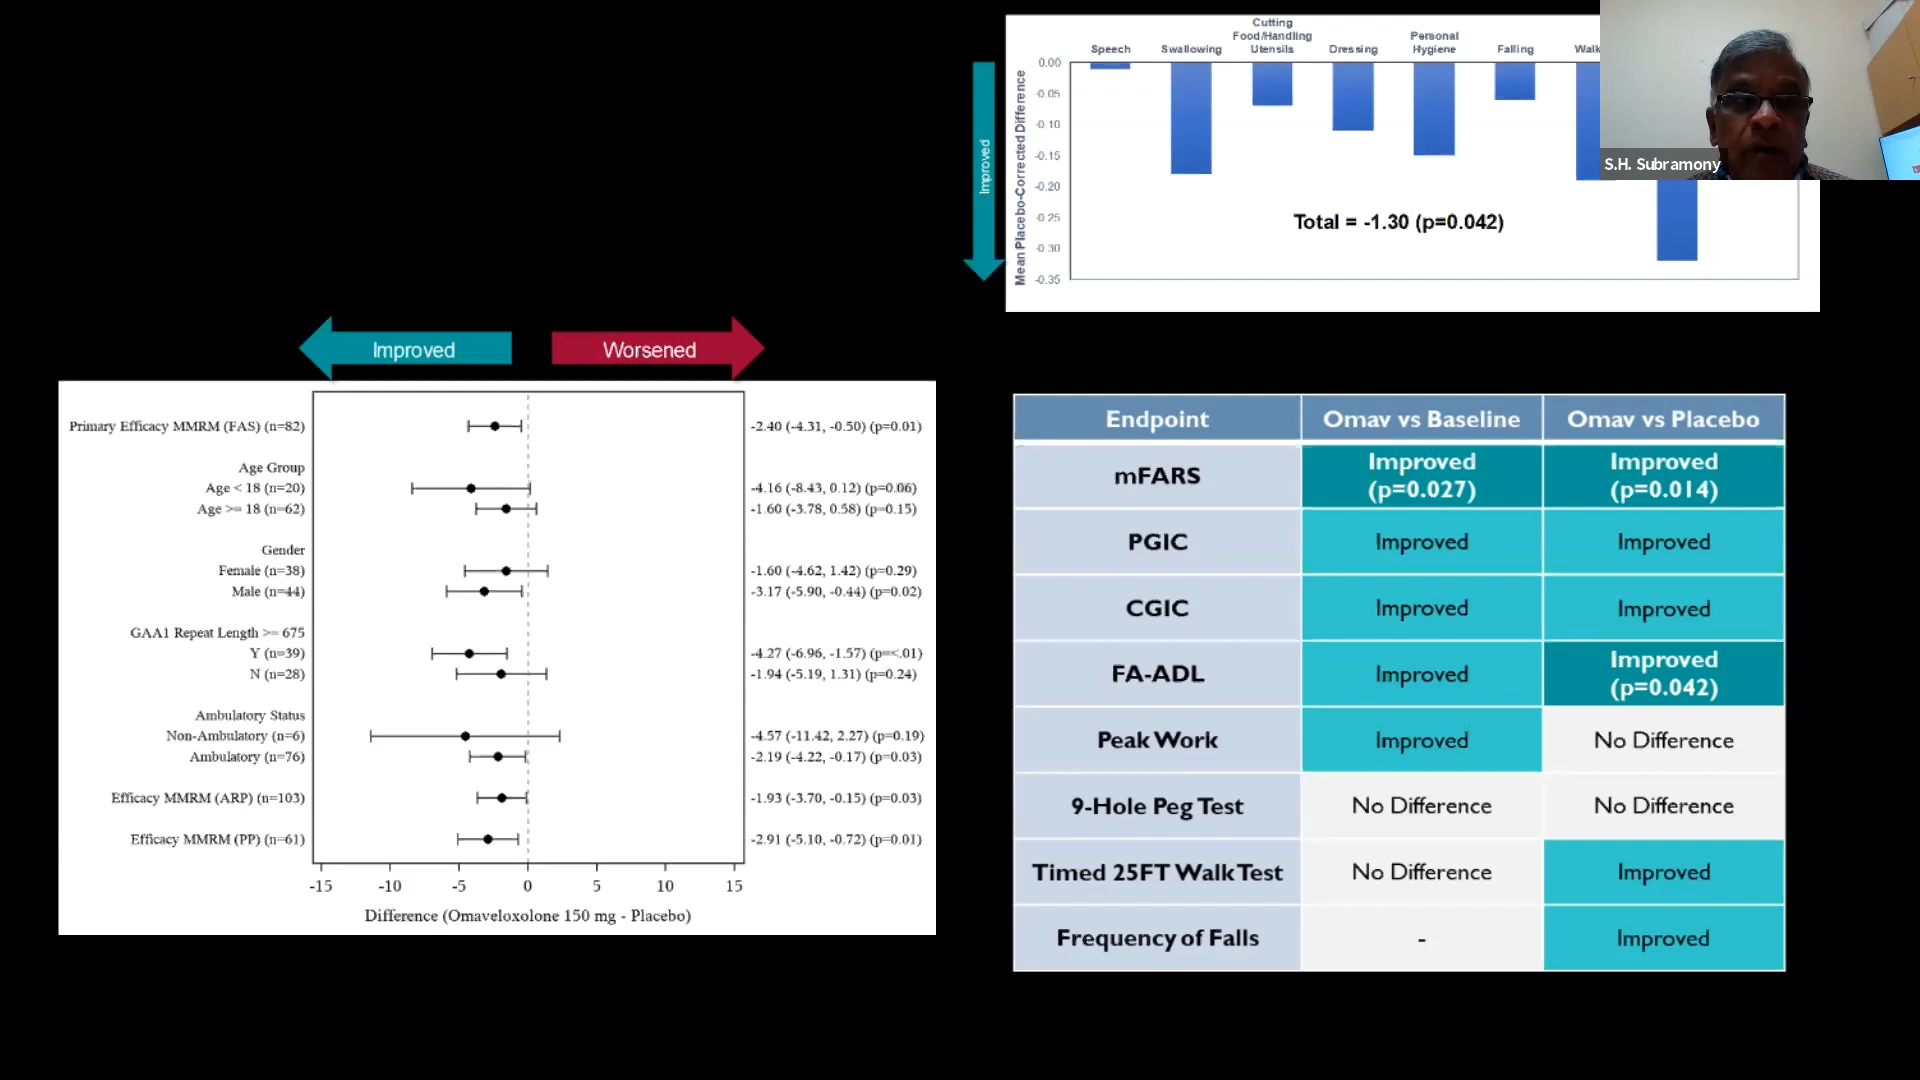 Cutting
Food/Handling
Utensils
Personal
Hygiene
Speech
Swallowing
Dressing
Falling
Walk
0.00
-0.05
-0.10
-0.15
-0.20
-0.25
-0.30
-0.35
Mean Placebo-Corrected Difference
Improved
Total = -1.30 (p=0.042)
S.H. Subramony
Improved
Worsened
Primary Efficacy MMRM (FAS) (n=82) -2.40 (-4.31, -0.50) (p=0.01)
Age Group
Age < 18 (n=20) -4.16 (-8.43, 0.12) (p=0.06)
Age >= 18 (n=62) -1.60 (-3.78, 0.58) (p=0.15)
Gender
Female (n=38) -1.60 (-4.62, 1.42) (p=0.29)
Male (n=44) -3.17 (-5.90, -0.44) (p=0.02)
GAA1 Repeat Length >= 675
Y (n=39) -4.27 (-6.96, -1.57) (p=<.01)
N (n=28) -1.94 (-5.19, 1.31) (p=0.24)
Ambulatory Status
Non-Ambulatory (n=6) -4.57 (-11.42, 2.27) (p=0.19)
Ambulatory (n=76) -2.19 (-4.22, -0.17) (p=0.03)
Efficacy MMRM (ARP) (n=103) -1.93 (-3.70, -0.15) (p=0.03)
Efficacy MMRM (PP) (n=61) -2.91 (-5.10, -0.72) (p=0.01)
-15 -10 -5 0 5 10 15
Difference (Omaveloxolone 150 mg - Placebo)
Endpoint Omav vs Baseline Omav vs Placebo
mFARS Improved (p=0.027) Improved (p=0.014)
PGIC Improved Improved
CGIC Improved Improved
FA-ADL Improved Improved (p=0.042)
Peak Work Improved No Difference
9-Hole Peg Test No Difference No Difference
Timed 25FT Walk Test No Difference Improved
Frequency of Falls - Improved